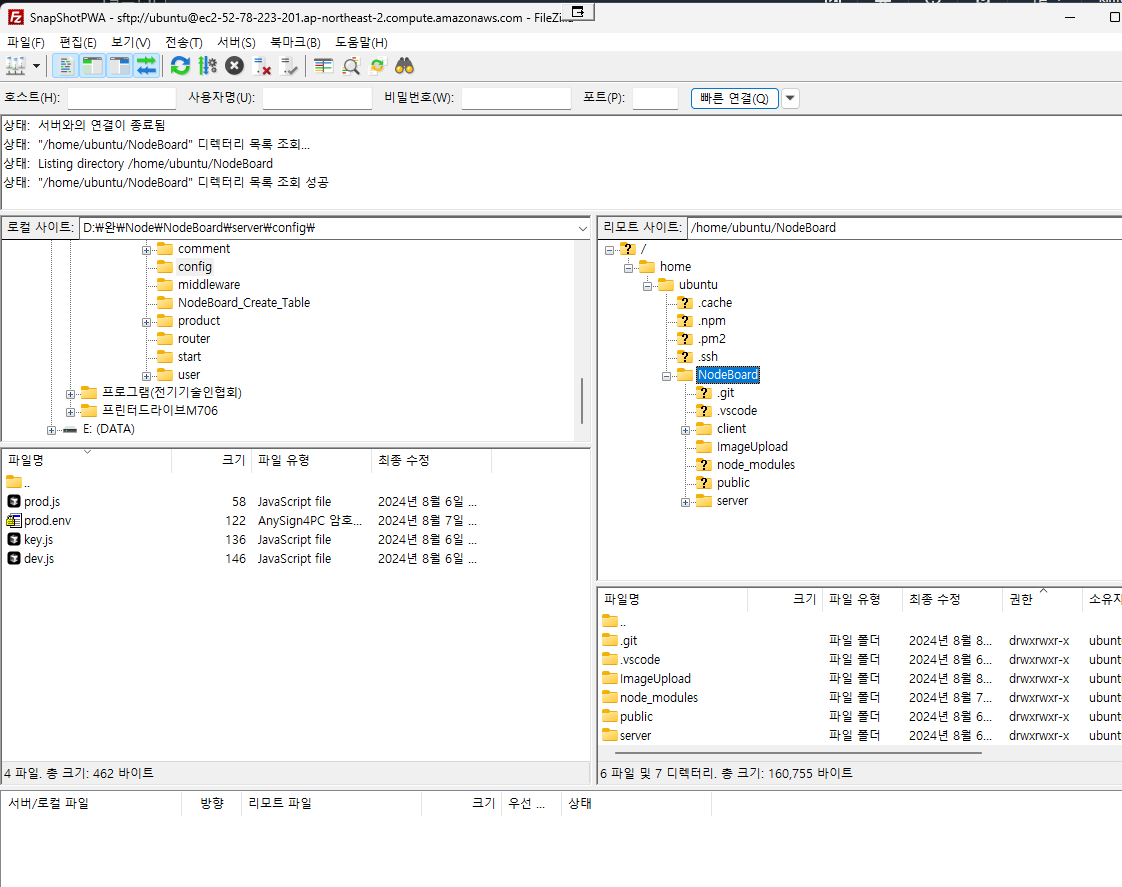 SnapShotPWA - sftp://ubuntu@ec2-52-78-223-201.ap-northeast-2.compute.amazonaws.com - FileZi
파일(F) 편집(E) 보기(V) 전송(T) 서버(S) 북마크(B) 도움말(H)
호스트(H): 사용자명(U): 비밀번호(W): 포트(P): 빠른 연결(Q)
상태: 서버와의 연결이 종료됨
상태: "/home/ubuntu/NodeBoard" 디렉터리 목록 조회...
상태: Listing directory /home/ubuntu/NodeBoard
상태: "/home/ubuntu/NodeBoard" 디렉터리 목록 조회 성공
로컬 사이트: D:₩완₩Node₩NodeBoard₩server₩config₩
comment
config
middleware
NodeBoard_Create_Table
product
router
start
user
프로그램(전기기술인협회)
프린터드라이브M706
E: (DATA)
파일명 크기 파일 유형 최종 수정
..
prod.js 58 JavaScript file 2024년 8월 6일 ...
prod.env 122 AnySign4PC 암호... 2024년 8월 7일 ...
key.js 136 JavaScript file 2024년 8월 6일 ...
dev.js 146 JavaScript file 2024년 8월 6일 ...
4 파일. 총 크기: 462 바이트
리모트 사이트: /home/ubuntu/NodeBoard
/
home
ubuntu
.cache
.npm
.pm2
.ssh
NodeBoard
.git
.vscode
client
ImageUpload
node_modules
public
server
파일명 크기 파일 유형 최종 수정 권한 소유자
..
.git 파일 폴더 2024년 8월 8... drwxrwxr-x ubunt
.vscode 파일 폴더 2024년 8월 6... drwxrwxr-x ubunt
ImageUpload 파일 폴더 2024년 8월 8... drwxrwxr-x ubunt
node_modules 파일 폴더 2024년 8월 7... drwxrwxr-x ubunt
public 파일 폴더 2024년 8월 6... drwxrwxr-x ubunt
server 파일 폴더 2024년 8월 6... drwxrwxr-x ubunt
6 파일 및 7 디렉터리. 총 크기: 160,755 바이트
서버/로컬 파일 방향 리모트 파일 크기 우선 ... 상태